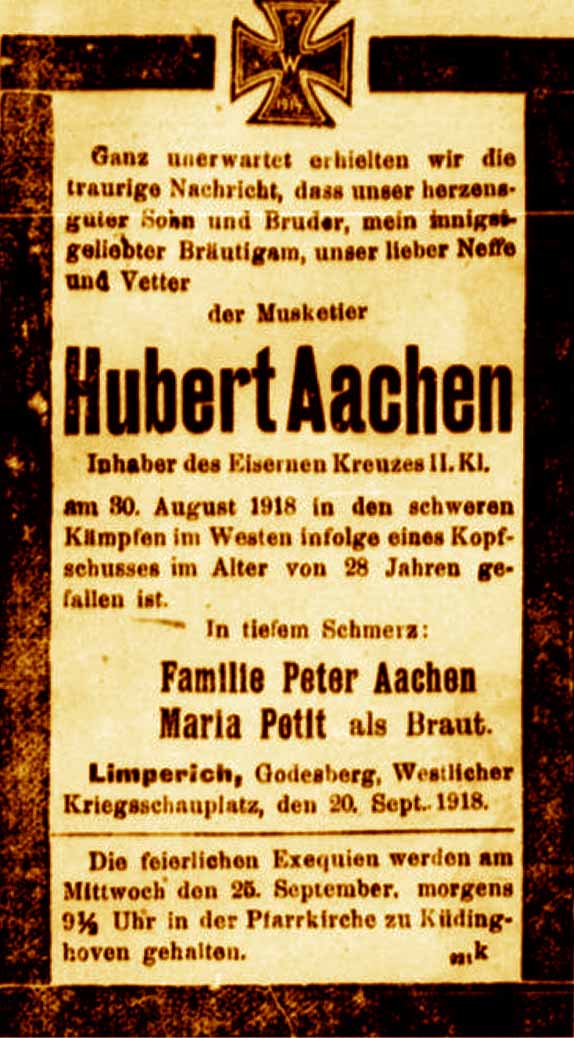 W
1914
Ganz unerwartet erhielten wir die
traurige Nachricht, dass unser herzens-
guter Sohn und Bruder, mein innigst-
geliebter Bräutigam, unser lieber Neffe
und Vetter
der Musketier
Hubert Aachen
Inhaber des Eisernen Kreuzes II. Kl.
am 30. August 1918 in den schweren
Kämpfen im Westen infolge eines Kopf-
schusses im Alter von 28 Jahren ge-
fallen ist.
In tiefem Schmerz:
Familie Peter Aachen
Maria Petit als Braut.
Limperich, Godesberg, Westlicher
Kriegsschauplatz, den 20. Sept. 1918.
Die feierlichen Exequien werden am
Mittwoch den 25. September, morgens
9½ Uhr in der Pfarrkirche zu Küding-
hoven gehalten.